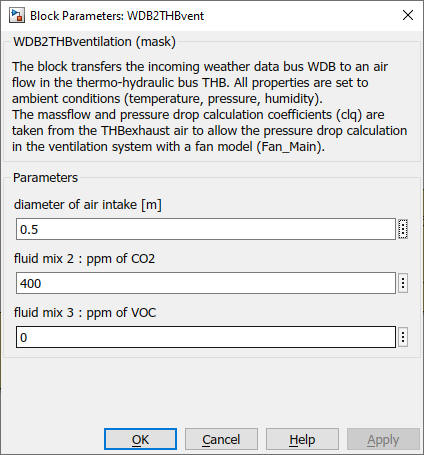 Block Parameters: WDB2THBvent
WDB2THBventilation (mask)
The block transfers the incoming weather data bus WDB to an air
flow in the thermo-hydraulic bus THB. All properties are set to
ambient conditions (temperature, pressure, humidity).
The massflow and pressure drop calculation coefficients (clq) are
taken from the THBexhaust air to allow the pressure drop calculation
in the ventilation system with a fan model (Fan_Main).
Parameters
diameter of air intake [m]
0.5
fluid mix 2 : ppm of CO2
400
fluid mix 3 : ppm of VOC
0
OK Cancel Help Apply